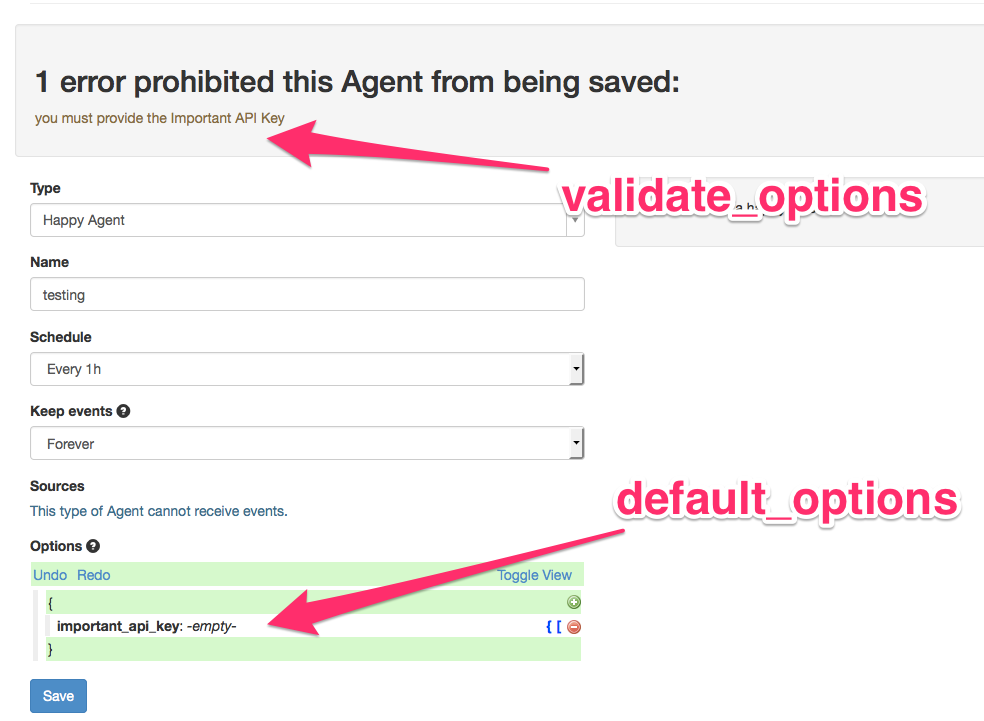 1 error prohibited this Agent from being saved:
you must provide the Important API Key
validate_options
Type
Happy Agent
Name
testing
Schedule
Every 1h
Keep events ?
Forever
Sources
This type of Agent cannot receive events.
default_options
Options ?
Undo Redo Toggle View
{
important_api_key: -empty- { [
}
Save